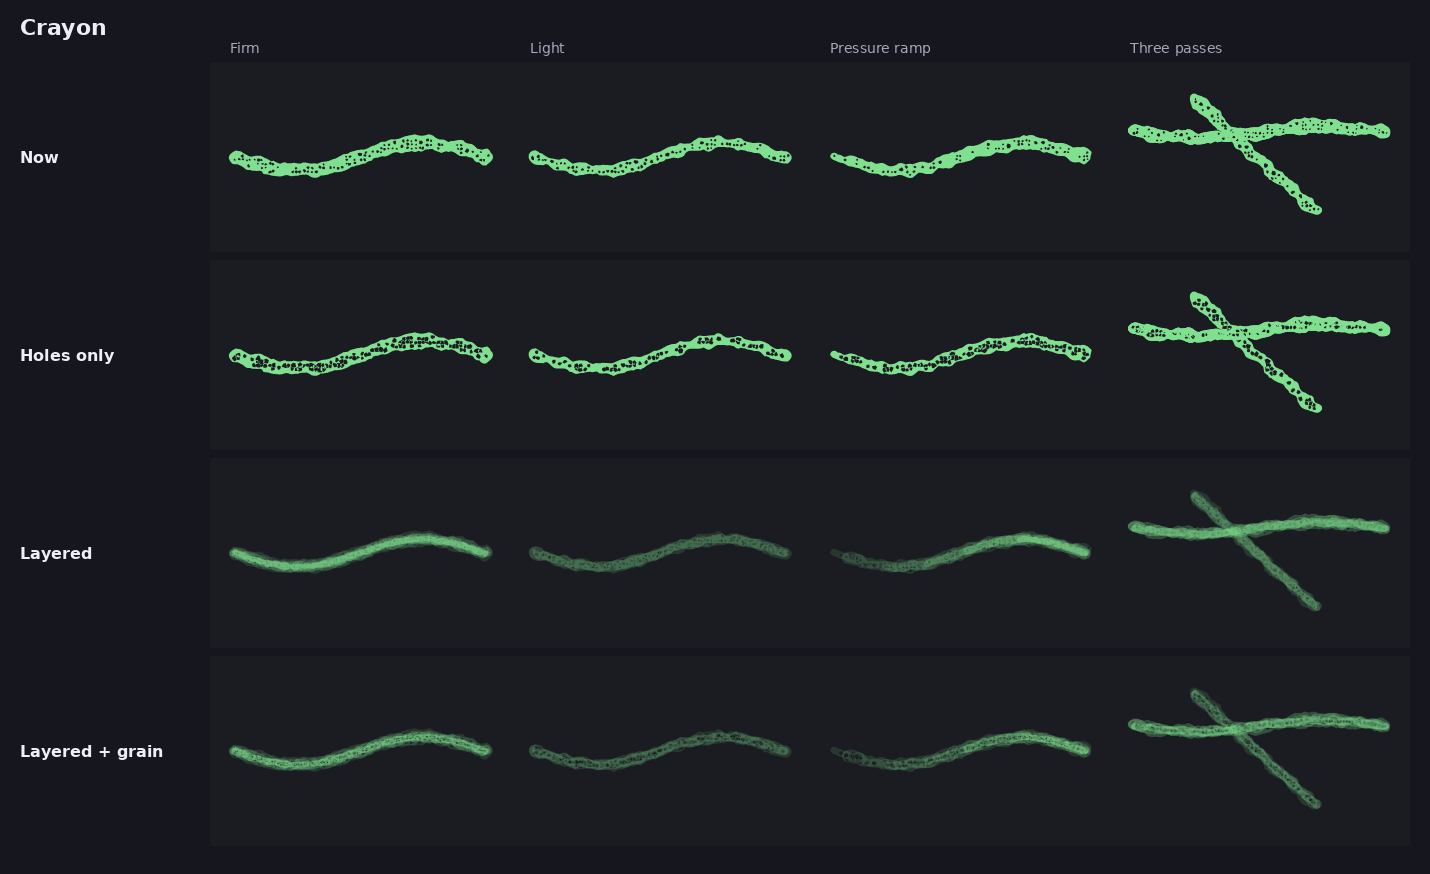 Crayon
Firm Light Pressure ramp Three passes
Now
Holes only
Layered
Layered + grain